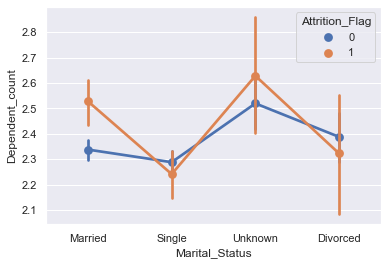 Attrition_Flag
0
1
2.8
2.7
2.6
2.5
2.4
2.3
2.2
2.1
Dependent_count
Married Single Unknown Divorced
Marital_Status